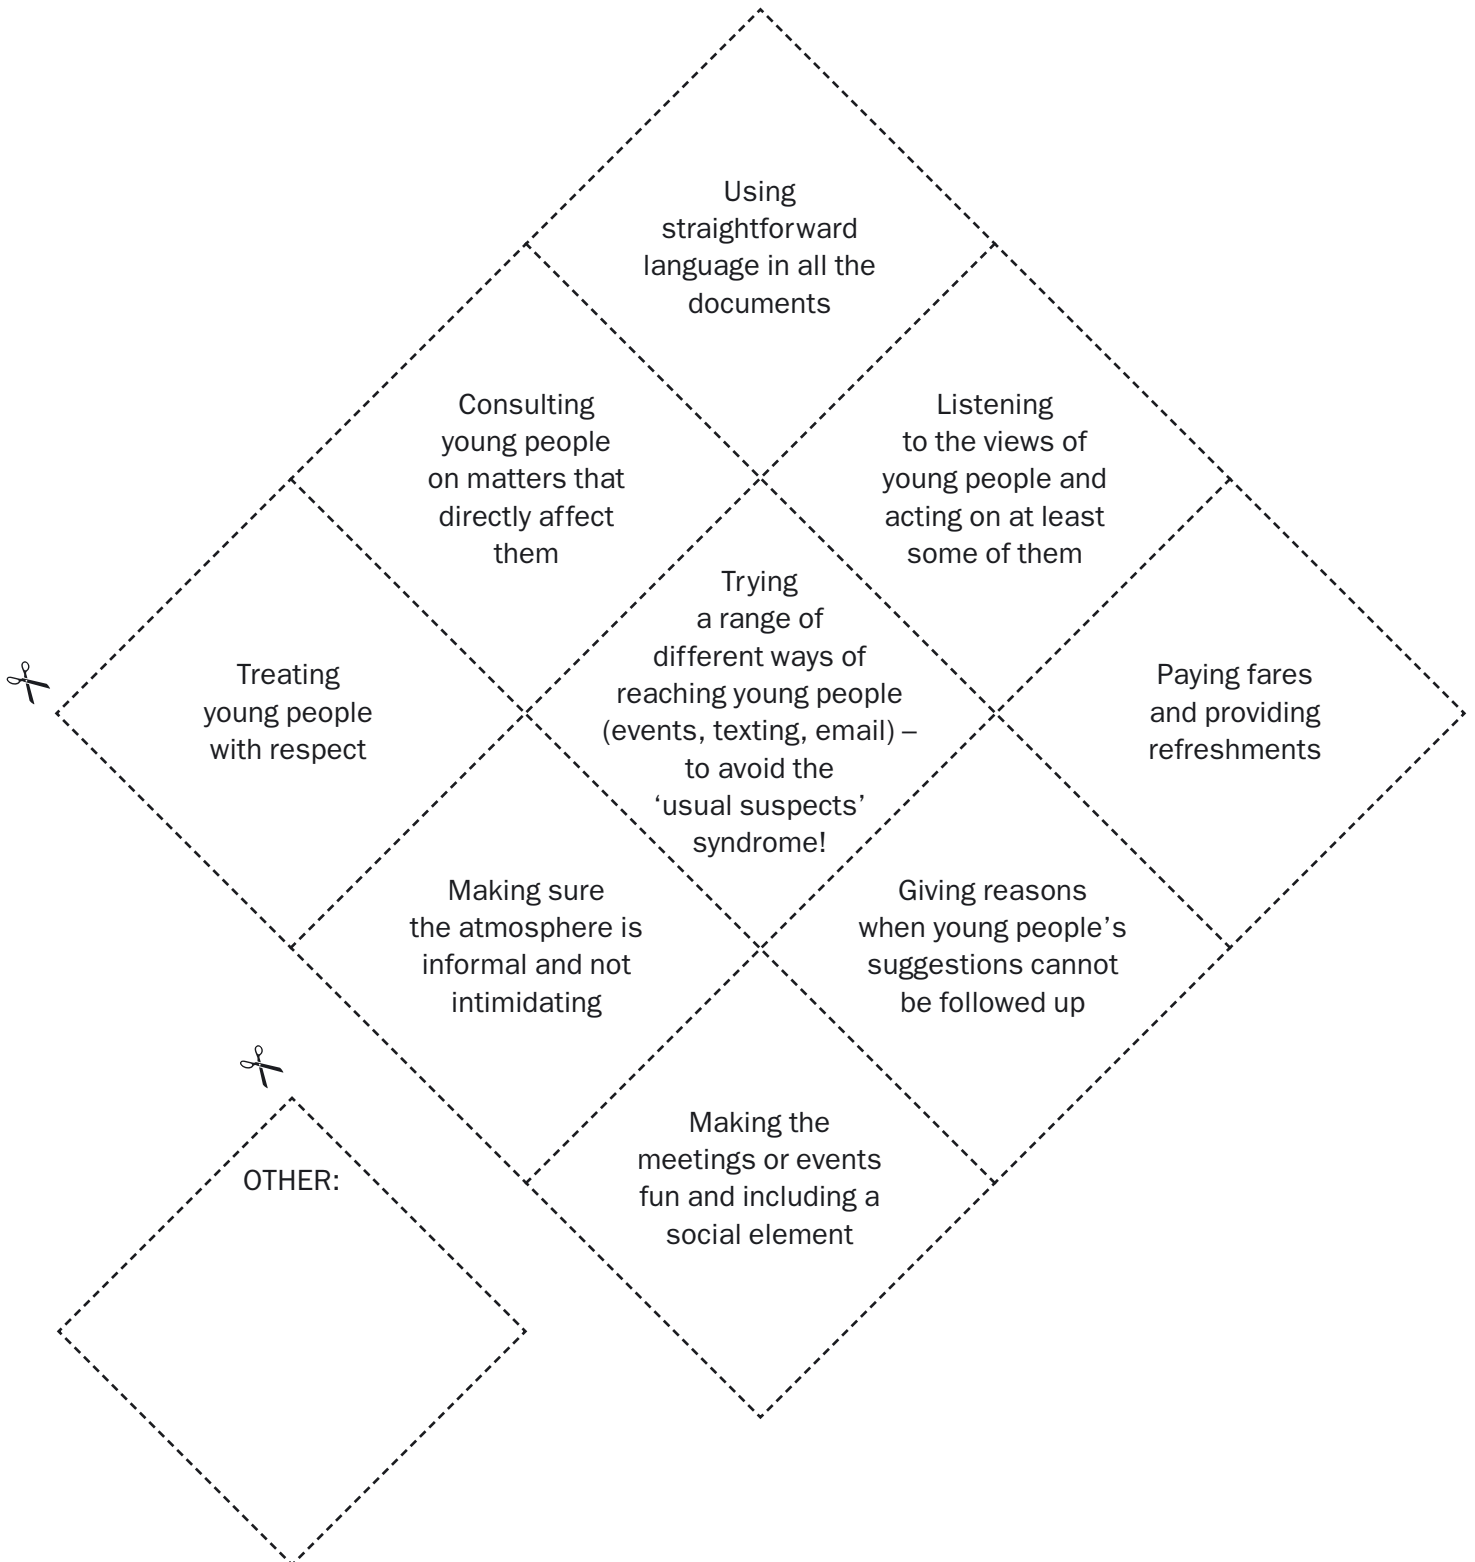 Using
straightforward
language in all the
documents
Consulting
young people
on matters that
directly affect
them
Listening
to the views of
young people and
acting on at least
some of them
Treating
young people
with respect
Trying
a range of
different ways of
reaching young people
(events, texting, email) –
to avoid the
‘usual suspects’
syndrome!
Paying fares
and providing
refreshments
Making sure
the atmosphere is
informal and not
intimidating
Giving reasons
when young people’s
suggestions cannot
be followed up
Making the
meetings or events
fun and including a
social element
OTHER: